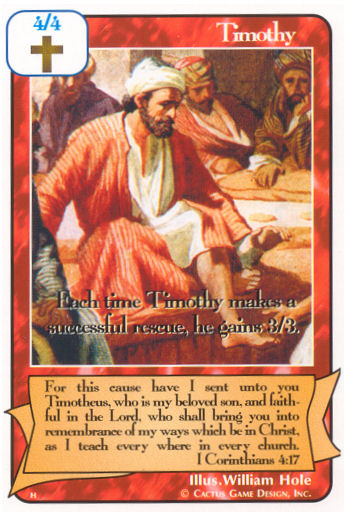 4/4
Timothy
Each time Timothy makes a
successful rescue, he gains 3/3.
For this cause have I sent unto you
Timotheus, who is my beloved son, and faith-
ful in the Lord, who shall bring you into
remembrance of my ways which be in Christ,
as I teach every where in every church.
I Corinthians 4:17
Illus.William Hole
H © Cactus Game Design, Inc.